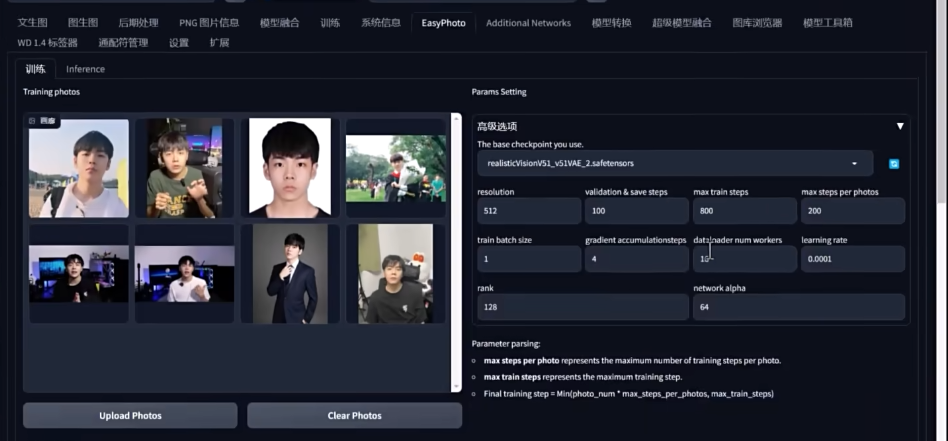 文生图 图生图 后期处理 PNG 图片信息 模型融合 训练 系统信息 EasyPhoto Additional Networks 模型转换 超级模型融合 图库浏览器 模型工具箱
WD 1.4 标签器 通配符管理 设置 扩展
训练 Inference
Training photos
Params Setting
画廊
高级选项
The base checkpoint you use.
realisticVisionV51_v51VAE_2.safetensors
resolution validation & save steps max train steps max steps per photos
512 100 800 200
train batch size gradient accumulationsteps dataloader num workers learning rate
1 4 16 0.0001
rank network alpha
128 64
Parameter parsing:
max steps per photo represents the maximum number of training steps per photo.
max train steps represents the maximum training step.
Final training step = Min(photo_num * max_steps_per_photos, max_train_steps)
Upload Photos Clear Photos